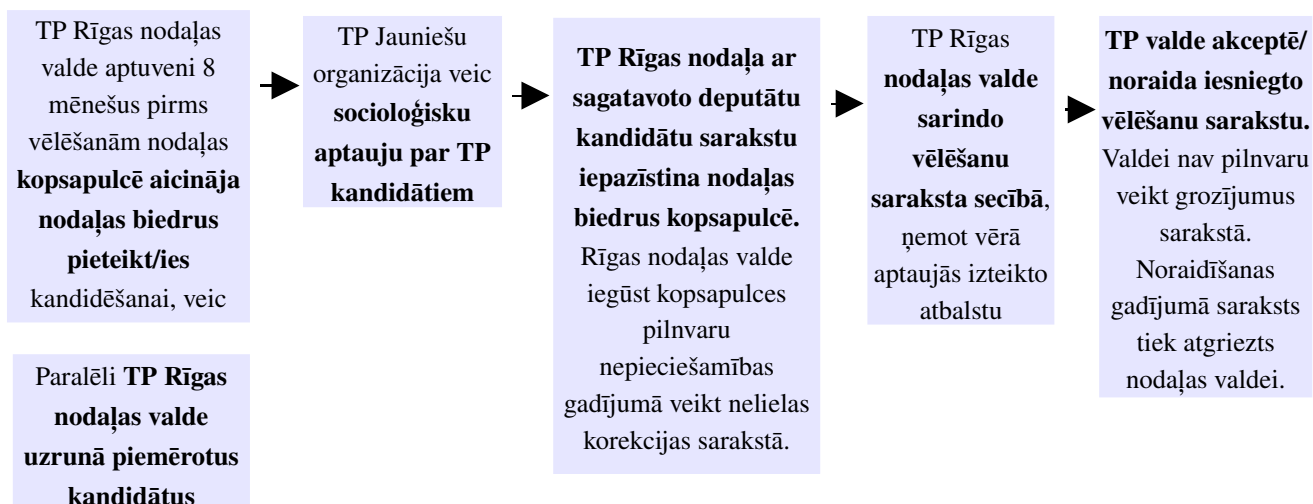 TP Rīgas nodaļas
valde aptuveni 8
mēnešus pirms
vēlēšanām nodaļas
kopsapulcē aicināja
nodaļas biedrus
pieteikt/ies
kandidēšanai, veic
Paralēli TP Rīgas
nodaļas valde
uzrunā piemērotus
kandidātus
TP Jauniešu
organizācija veic
socioloģisku
aptauju par TP
kandidātiem
TP Rīgas nodaļa ar
sagatavoto deputātu
kandidātu sarakstu
iepazīstina nodaļas
biedrus kopsapulcē.
Rīgas nodaļas valde
iegūst kopsapulces
pilnvaru
nepieciešamības
gadījumā veikt nelielas
korekcijas sarakstā.
TP Rīgas
nodaļas valde
sarindo
vēlēšanu
saraksta secībā,
ņemot vērā
aptaujās izteikto
atbalstu
TP valde akceptē/
noraida iesniegto
vēlēšanu sarakstu.
Valdei nav pilnvaru
veikt grozījumus
sarakstā.
Noraidīšanas
gadījumā saraksts
tiek atgriezts
nodaļas valdei.